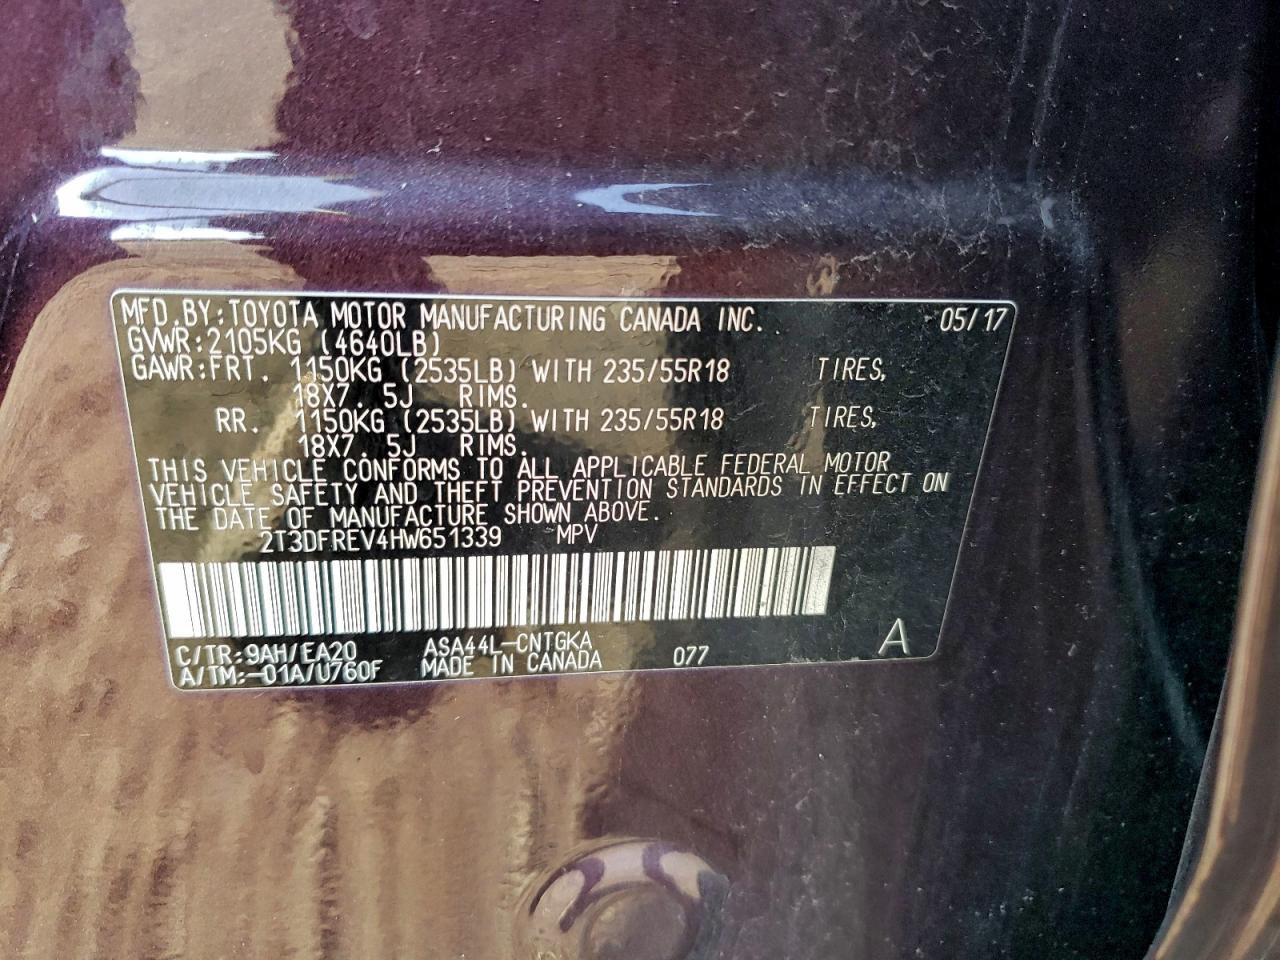 MFD.BY:TOYOTA MOTOR MANUFACTURING CANADA INC. 05/17
GVWR:2105KG (4640LB)
GAWR:FRT. 1150KG (2535LB) WITH 235/55R18 TIRES,
18X7.5J RIMS.
RR. 1150KG (2535LB) WITH 235/55R18 TIRES,
18X7.5J RIMS.
THIS VEHICLE CONFORMS TO ALL APPLICABLE FEDERAL MOTOR
VEHICLE SAFETY AND THEFT PREVENTION STANDARDS IN EFFECT ON
THE DATE OF MANUFACTURE SHOWN ABOVE.
2T3DFREV4HW651339 MPV
C/TR:9AH/EA20 ASA44L-CNTGKA
A/TM:-01A/U760F MADE IN CANADA 077 A